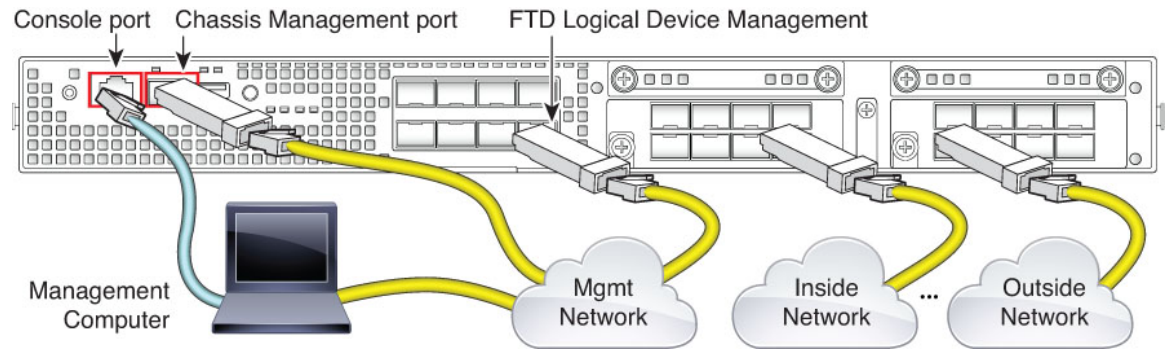 Console port
Chassis Management port
FTD Logical Device Management
Management
Computer
Mgmt
Network
Inside
Network
...
Outside
Network